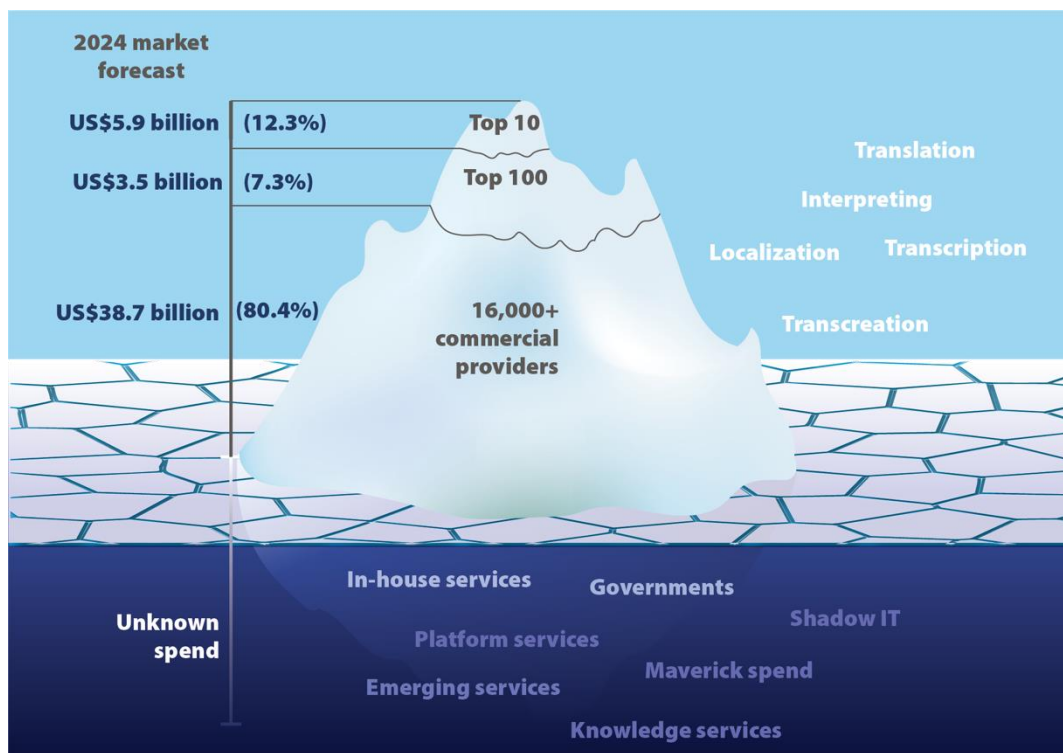 2024 market
forecast
US$5.9 billion (12.3%) Top 10
US$3.5 billion (7.3%) Top 100
US$38.7 billion (80.4%) 16,000+
commercial
providers
Translation
Interpreting
Localization
Transcription
Transcreation
Unknown
spend
In-house services
Governments
Shadow IT
Platform services
Maverick spend
Emerging services
Knowledge services